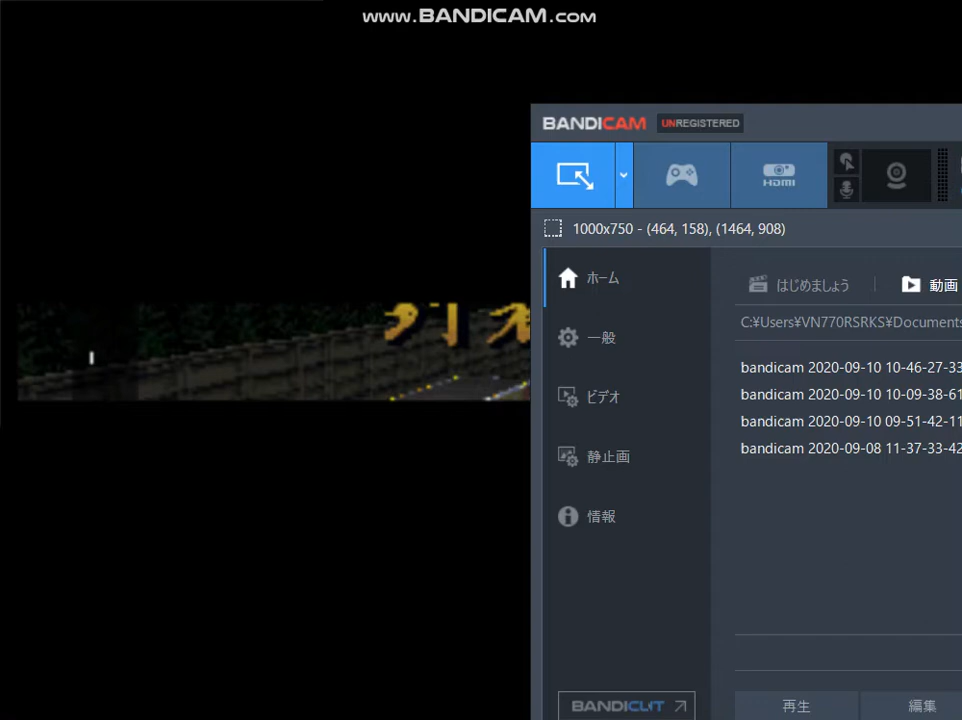 www.BANDICAM.com
BANDICAM UNREGISTERED
HDMI
1000x750 - (464, 158), (1464, 908)
ホーム
はじめましょう
動画
C:¥Users¥VN770RSRKS¥Documents
一般
bandicam 2020-09-10 10-46-27-33
ビデオ
bandicam 2020-09-10 10-09-38-61
bandicam 2020-09-10 09-51-42-11
静止画
bandicam 2020-09-08 11-37-33-42
情報
BANDICUT
再生
編集